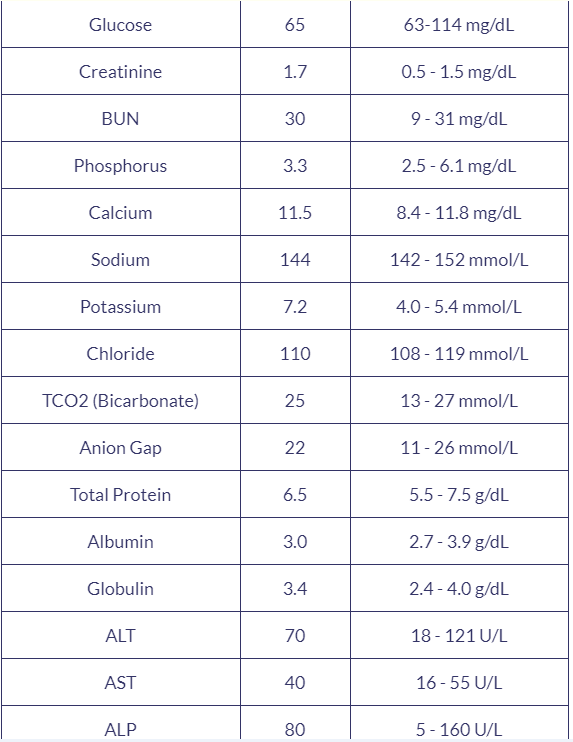 Glucose 65 63-114 mg/dL
Creatinine 1.7 0.5 - 1.5 mg/dL
BUN 30 9 - 31 mg/dL
Phosphorus 3.3 2.5 - 6.1 mg/dL
Calcium 11.5 8.4 - 11.8 mg/dL
Sodium 144 142 - 152 mmol/L
Potassium 7.2 4.0 - 5.4 mmol/L
Chloride 110 108 - 119 mmol/L
TCO2 (Bicarbonate) 25 13 - 27 mmol/L
Anion Gap 22 11 - 26 mmol/L
Total Protein 6.5 5.5 - 7.5 g/dL
Albumin 3.0 2.7 - 3.9 g/dL
Globulin 3.4 2.4 - 4.0 g/dL
ALT 70 18 - 121 U/L
AST 40 16 - 55 U/L
ALP 80 5 - 160 U/L